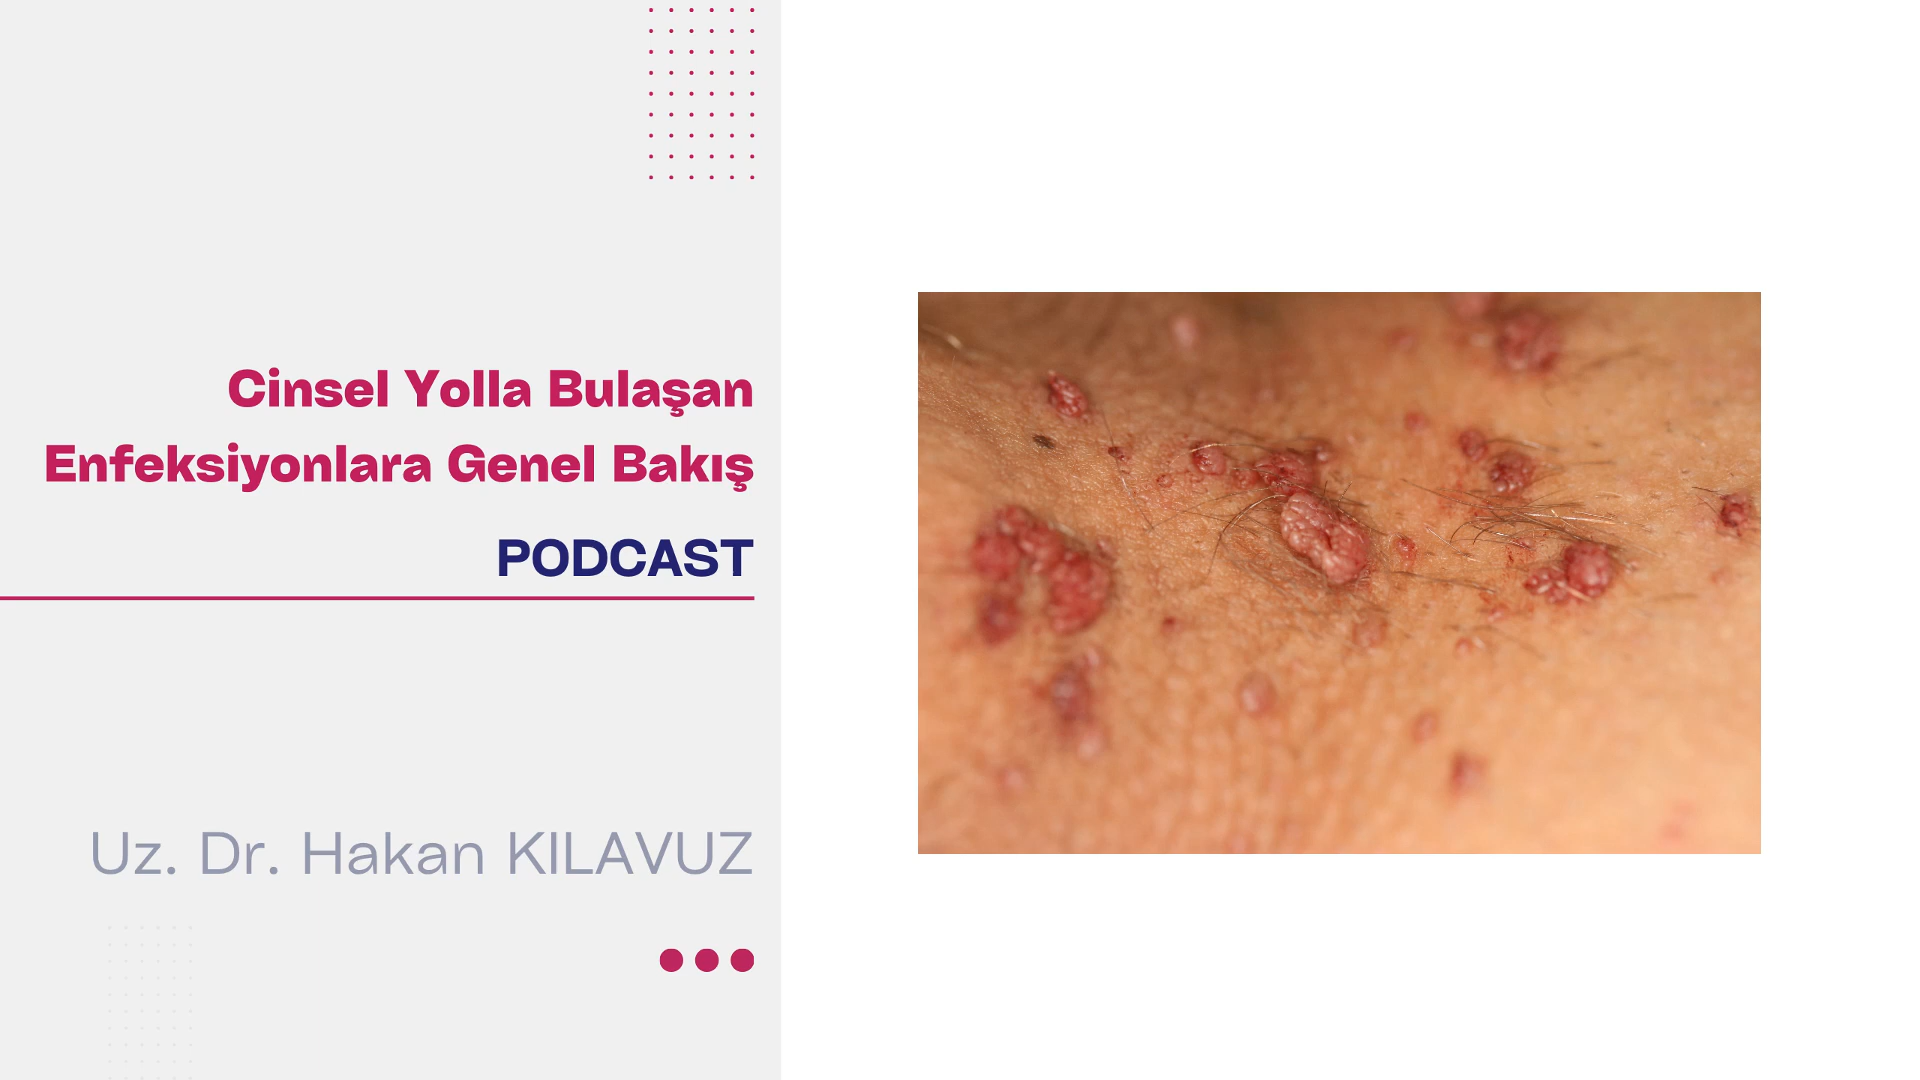 Cinsel Yolla Bulaşan
Enfeksiyonlara Genel Bakış
PODCAST
Uz. Dr. Hakan KILAVUZ